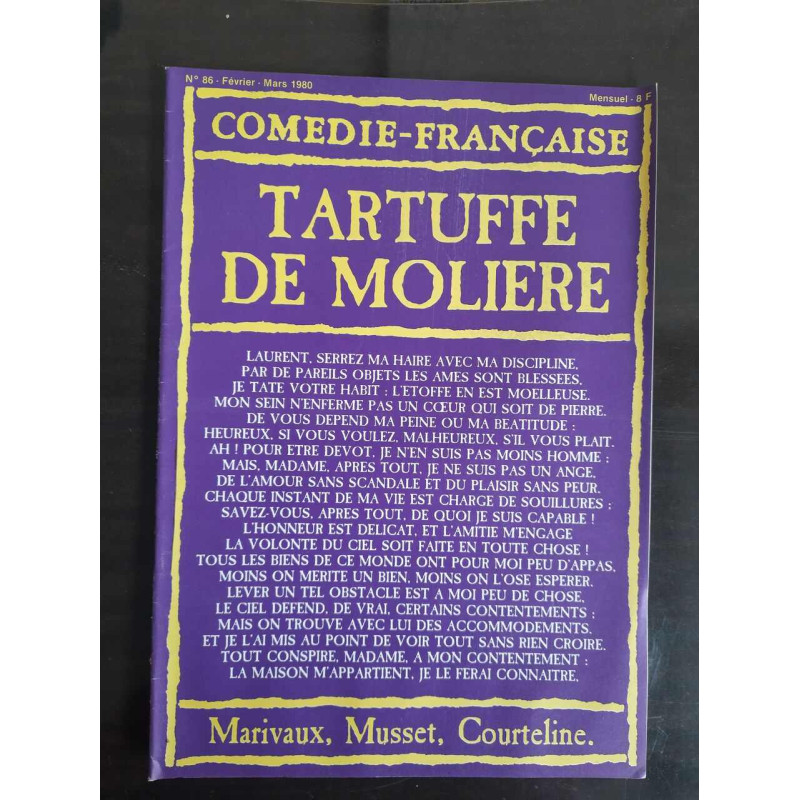 N° 86 - Février - Mars 1980
Mensuel - 8 F
COMEDIE-FRANÇAISE
TARTUFFE
DE MOLIERE
LAURENT, SERREZ MA HAIRE AVEC MA DISCIPLINE,
PAR DE PAREILS OBJETS LES AMES SONT BLESSEES.
JE TATE VOTRE HABIT : L'ETOFFE EN EST MOELLEUSE.
MON SEIN N'ENFERME PAS UN CŒUR QUI SOIT DE PIERRE.
DE VOUS DEPEND MA PEINE OU MA BEATITUDE :
HEUREUX, SI VOUS VOULEZ, MALHEUREUX, S'IL VOUS PLAIT.
AH ! POUR ETRE DEVOT, JE N'EN SUIS PAS MOINS HOMME :
MAIS, MADAME, APRES TOUT, JE NE SUIS PAS UN ANGE,
DE L'AMOUR SANS SCANDALE ET DU PLAISIR SANS PEUR.
CHAQUE INSTANT DE MA VIE EST CHARGE DE SOUILLURES :
SAVEZ-VOUS, APRES TOUT, DE QUOI JE SUIS CAPABLE !
L'HONNEUR EST DELICAT, ET L'AMITIE M'ENGAGE
LA VOLONTE DU CIEL SOIT FAITE EN TOUTE CHOSE !
TOUS LES BIENS DE CE MONDE ONT POUR MOI PEU D'APPAS,
MOINS ON MERITE UN BIEN, MOINS ON L'OSE ESPERER.
LEVER UN TEL OBSTACLE EST A MOI PEU DE CHOSE,
LE CIEL DEFEND, DE VRAI, CERTAINS CONTENTEMENTS ;
MAIS ON TROUVE AVEC LUI DES ACCOMMODEMENTS.
ET JE L'AI MIS AU POINT DE VOIR TOUT SANS RIEN CROIRE.
TOUT CONSPIRE, MADAME, A MON CONTENTEMENT :
LA MAISON M'APPARTIENT, JE LE FERAI CONNAITRE,
Marivaux, Musset, Courteline.